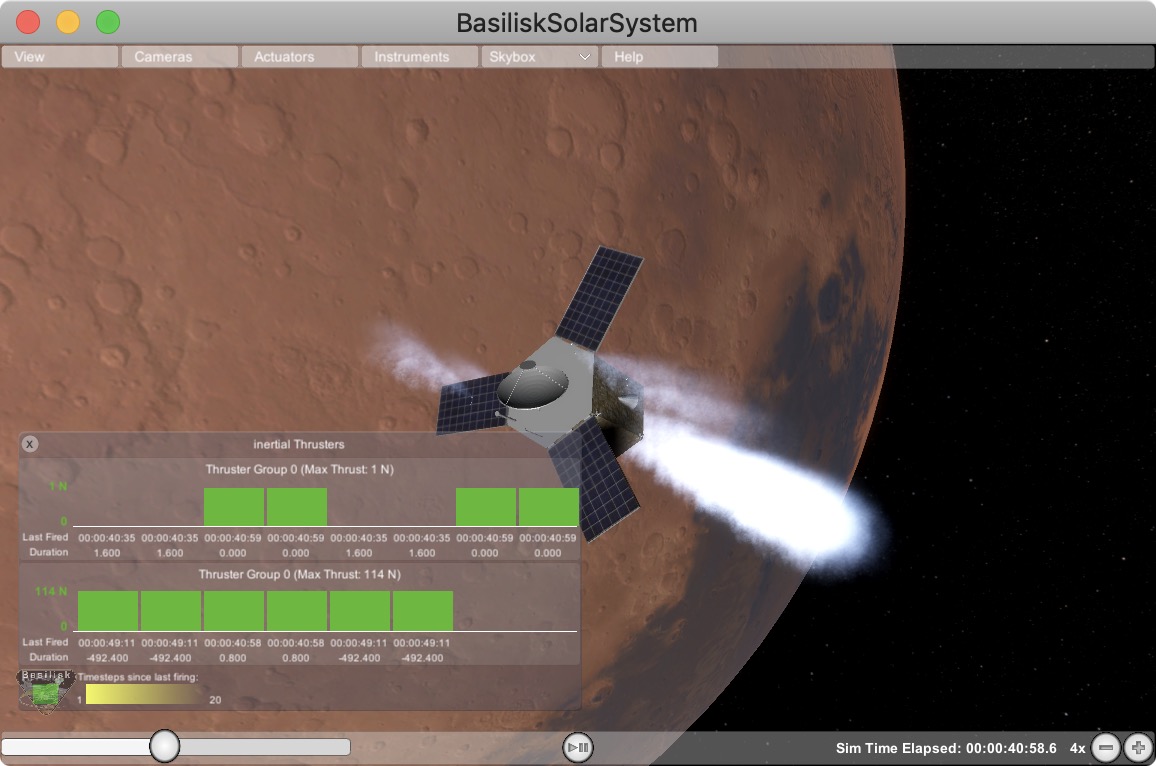 BasiliskSolarSystem
View Cameras Actuators Instruments Skybox Help
X inertial Thrusters
Thruster Group 0 (Max Thrust: 1 N)
1 N
0
Last Fired 00:00:40:35 00:00:40:35 00:00:40:59 00:00:40:59 00:00:40:35 00:00:40:35 00:00:40:59 00:00:40:59
Duration 1.600 1.600 0.000 0.000 1.600 1.600 0.000 0.000
Thruster Group 0 (Max Thrust: 114 N)
114 N
0
Last Fired 00:00:49:11 00:00:49:11 00:00:40:58 00:00:40:58 00:00:49:11 00:00:49:11
Duration -492.400 -492.400 0.800 0.800 -492.400 -492.400
Basilisk Timesteps since last firing:
1 20
Sim Time Elapsed: 00:00:40:58.6 4x